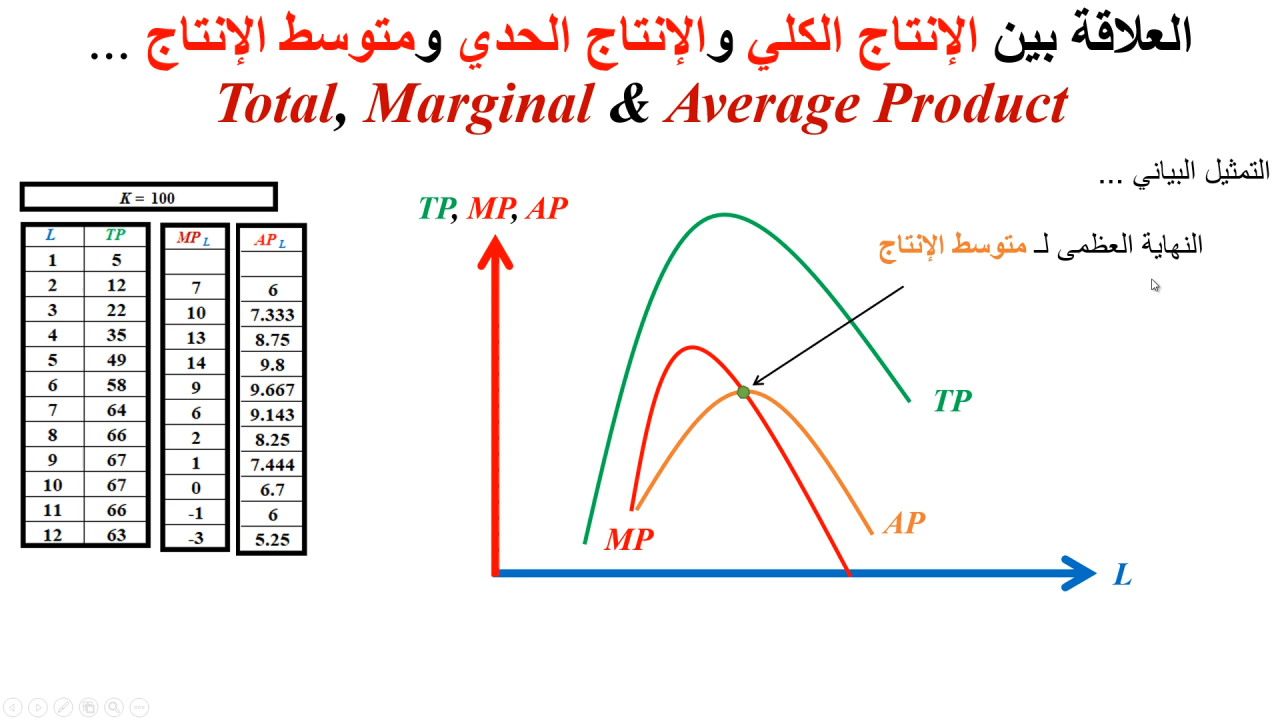 العلاقة بين الإنتاج الكلي والإنتاج الحدي ومتوسط الإنتاج ...
Total, Marginal & Average Product
التمثيل البياني ...
النهاية العظمى لـ متوسط الإنتاج
K = 100
L TP MP L AP L
1 5
2 12 7 6
3 22 10 7.333
4 35 13 8.75
5 49 14 9.8
6 58 9 9.667
7 64 6 9.143
8 66 2 8.25
9 67 1 7.444
10 67 0 6.7
11 66 -1 6
12 63 -3 5.25
TP, MP, AP
TP
AP
MP
L